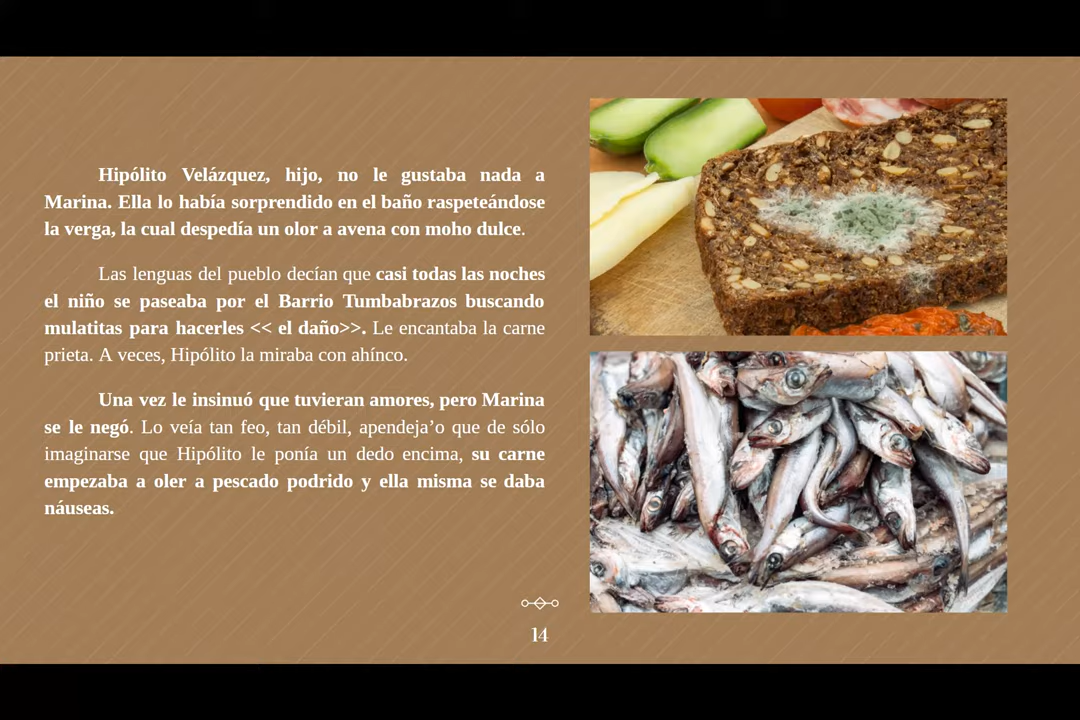 Hipólito Velázquez, hijo, no le gustaba nada a
Marina. Ella lo había sorprendido en el baño raspeteándose
la verga, la cual despedía un olor a avena con moho dulce.
Las lenguas del pueblo decían que casi todas las noches
el niño se paseaba por el Barrio Tumbabrazos buscando
mulatitas para hacerles << el daño>>. Le encantaba la carne
prieta. A veces, Hipólito la miraba con ahínco.
Una vez le insinuó que tuvieran amores, pero Marina
se le negó. Lo veía tan feo, tan débil, apendeja’o que de sólo
imaginarse que Hipólito le ponía un dedo encima, su carne
empezaba a oler a pescado podrido y ella misma se daba
náuseas.
14